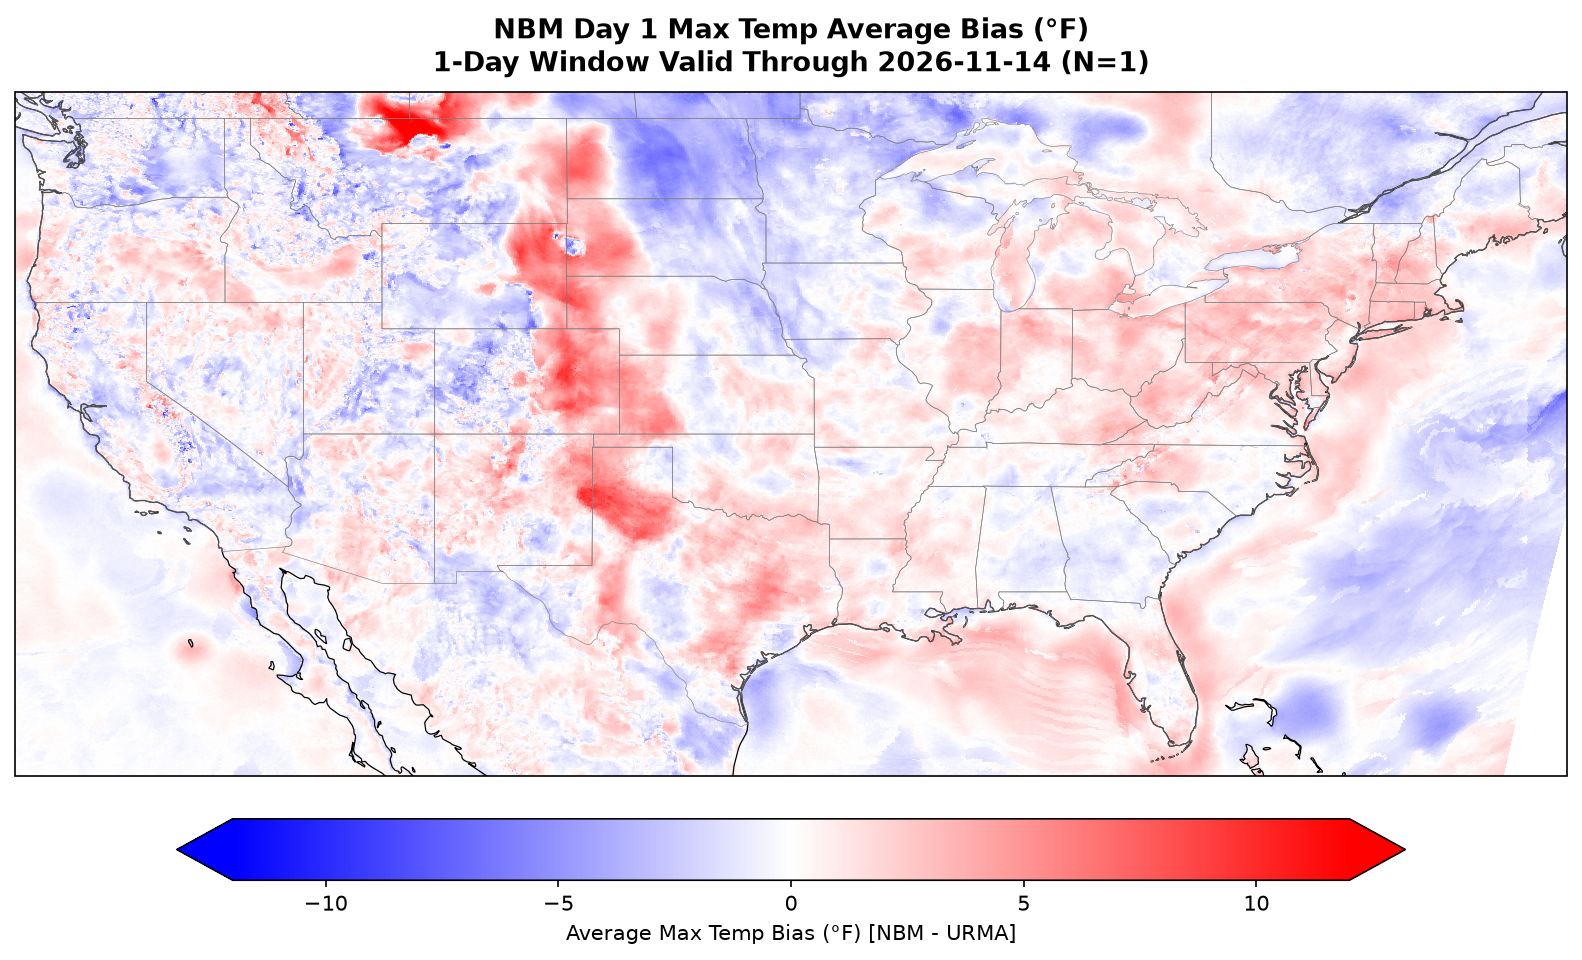 NBM Day 1 Max Temp Average Bias (°F)
1-Day Window Valid Through 2026-11-14 (N=1)
−10 −5 0 5 10
Average Max Temp Bias (°F) [NBM - URMA]